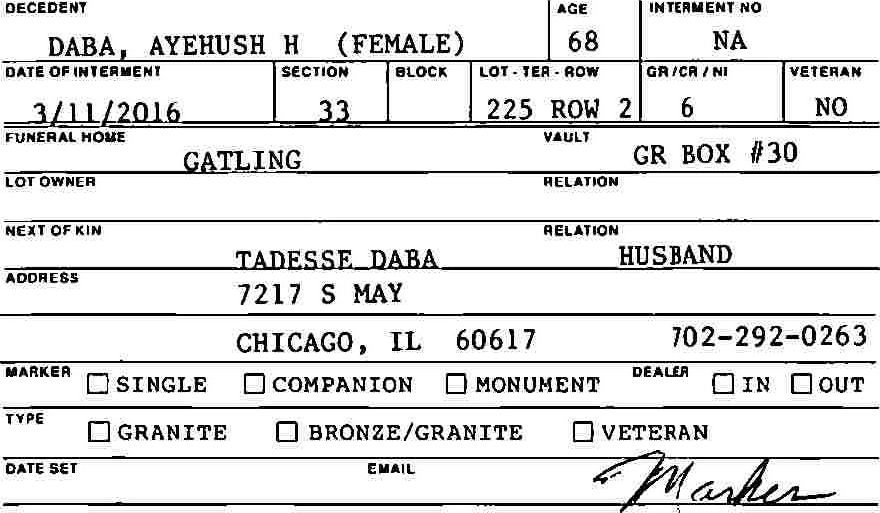 DECEDENT AGE INTERMENT NO
DABA, AYEHUSH H (FEMALE) 68 NA
DATE OF INTERMENT SECTION BLOCK LOT - TER - ROW GR / CR / NI VETERAN
3/11/2016 33 225 ROW 2 6 NO
FUNERAL HOME VAULT
GATLING GR BOX #30
LOT OWNER RELATION
NEXT OF KIN RELATION
TADESSE DABA HUSBAND
ADDRESS
7217 S MAY
CHICAGO, IL 60617 702-292-0263
MARKER ☐ SINGLE ☐ COMPANION ☐ MONUMENT DEALER ☐ IN ☐ OUT
TYPE ☐ GRANITE ☐ BRONZE/GRANITE ☐ VETERAN
DATE SET EMAIL Marker